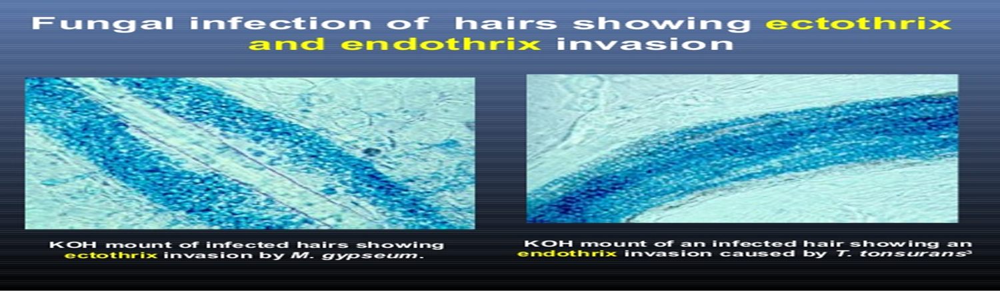 Fungal infection of hairs showing ectothrix
and endothrix invasion
KOH mount of infected hairs showing
ectothrix invasion by M. gypseum.
KOH mount of an infected hair showing an
endothrix invasion caused by T. tonsurans³